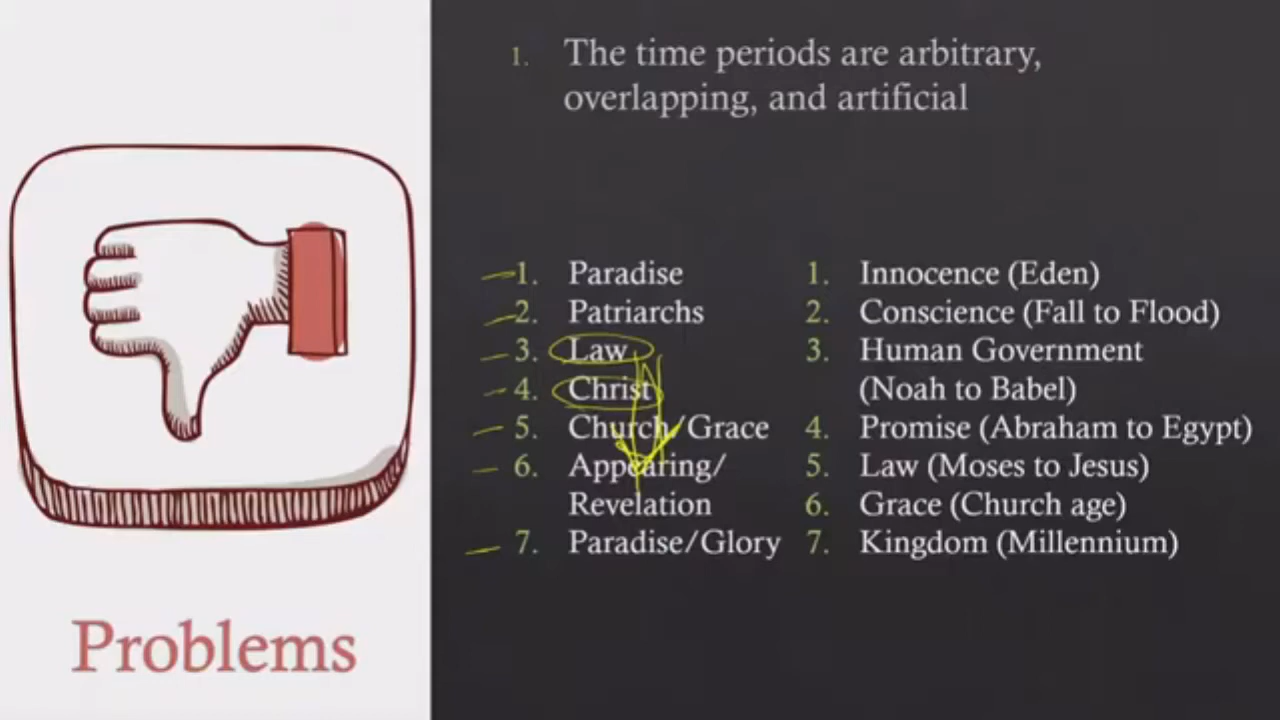 1. The time periods are arbitrary,
overlapping, and artificial
1. Paradise
2. Patriarchs
3. Law
4. Christ
5. Church/Grace
6. Appearing/
Revelation
7. Paradise/Glory
1. Innocence (Eden)
2. Conscience (Fall to Flood)
3. Human Government
(Noah to Babel)
4. Promise (Abraham to Egypt)
5. Law (Moses to Jesus)
6. Grace (Church age)
7. Kingdom (Millennium)
Problems